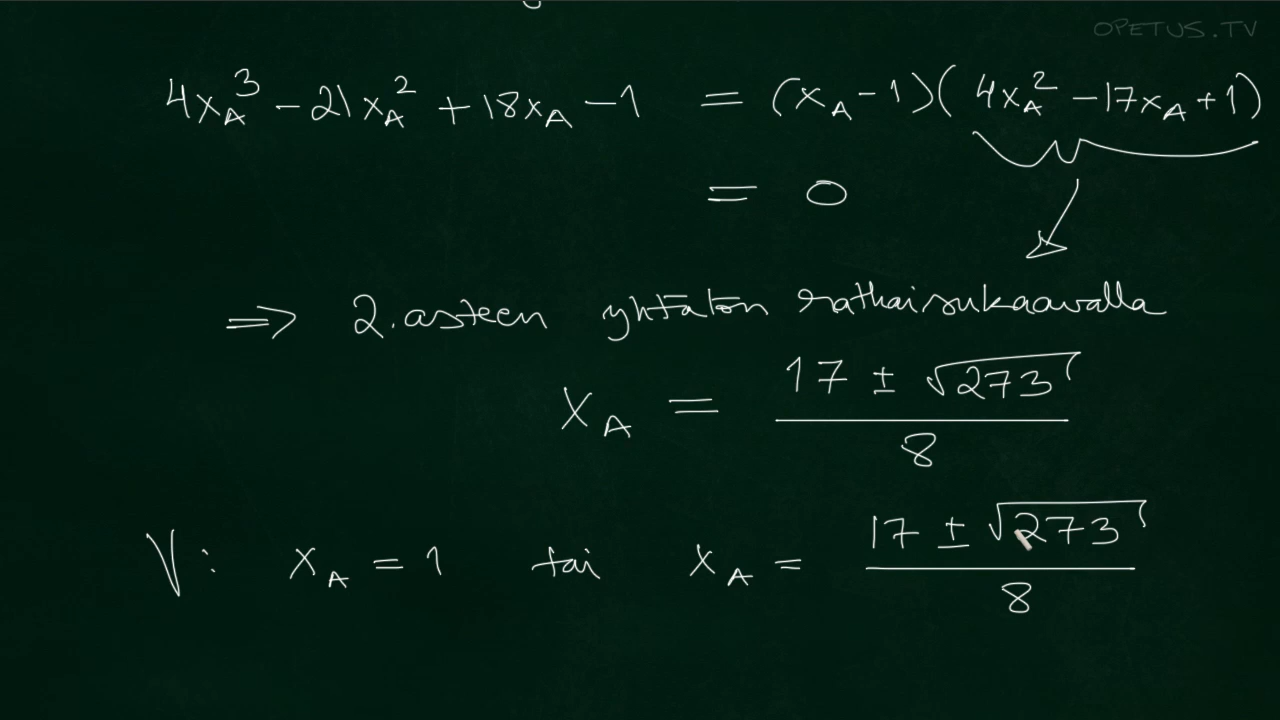 OPETUS.TV
4x_A^3 - 21x_A^2 + 18x_A - 1 = (x_A - 1)(4x_A^2 - 17x_A + 1)
= 0
⇒ 2. asteen yhtälön ratkaisukaavalla
x_A = (17 ± √273) / 8
V: x_A = 1 tai x_A = (17 ± √273) / 8